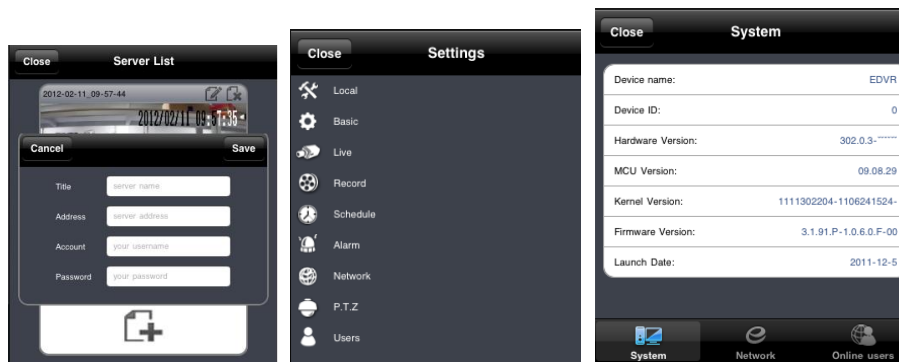 Close Server List
2012-02-11_09-57-44
2012/02/11 09:57:35
Cancel Save
Title server name
Address server address
Account your username
Password your password
Close Settings
Local
Basic
Live
Record
Schedule
Alarm
Network
P.T.Z
Users
Close System
Device name: EDVR
Device ID: 0
Hardware Version: 302.0.3-
MCU Version: 09.08.29
Kernel Version: 1111302204-1106241524-
Firmware Version: 3.1.91.P-1.0.6.0.F-00
Launch Date: 2011-12-5
System Network Online users